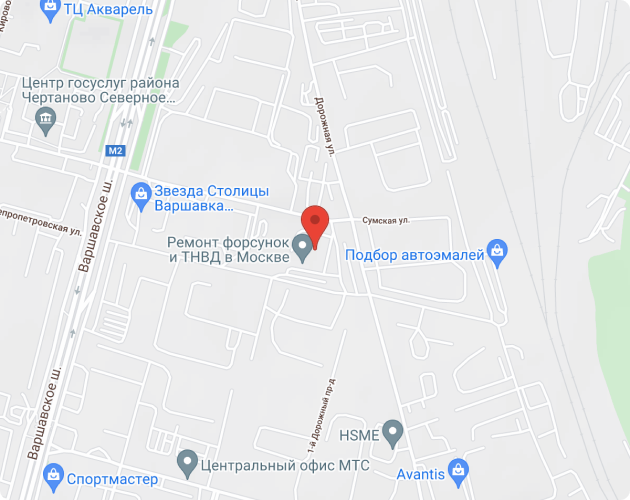 Кирово
ТЦ Акварель
Центр госуслуг района
Чертаново Северное...
Дорожная ул.
M2
Звезда Столицы
Варшавка...
епропетровская ул.
Варшавское ш.
Сумская ул.
Ремонт форсунок
и ТНВД в Москве
Подбор автоэмалей
Варшавское ш.
1-й Дорожный пр-д
HSME
Центральный офис МТС
Avantis
Спортмастер